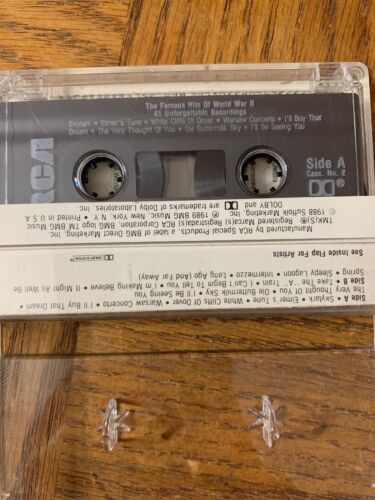 The Famous Hits Of World War II
45 Unforgettable Recordings
Skylark • Elmer's Tune • White Cliffs Of Dover • Warsaw Concerto • I'll Buy That
Dream • The Very Thought Of You • Ole Buttermilk Sky • I'll Be Seeing You
RCA
Side A
Cass. No. 2
Side A • Skylark • Elmer's Tune • White Cliffs Of Dover • Warsaw Concerto • I'll Buy That Dream •
The Very Thought Of You • Ole Buttermilk Sky • I'll Be Seeing You
Side B • Take The "A" Train • I Can't Begin To Tell You • I'm Making Believe • It Might As Well Be
Spring • Sleepy Lagoon • Intermezzo • Long Ago (And Far Away)
See Inside Flap For Artists
DOLBY SYSTEM
Manufactured by RCA Special Products, a label of BMG Direct Marketing, Inc.
TMK(S)® Registered Marca(s) Registrada(s) RCA Corporation. BMG logo TM BMG Music.
© 1988 Suffolk Marketing, Inc., New York, N.Y. ℗ 1989 BMG Music. Printed in U.S.A.
DOLBY and are trademarks of Dolby Laboratories, Inc.